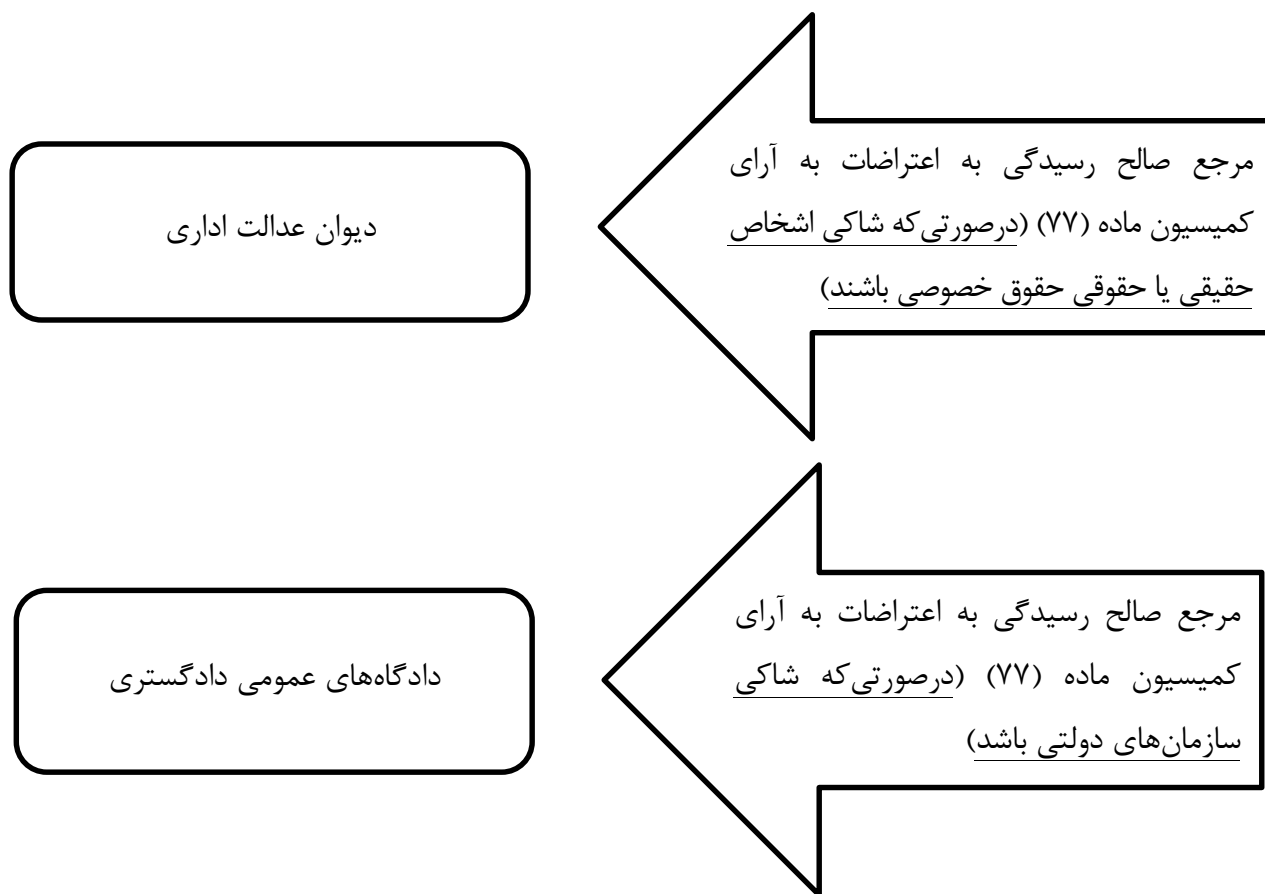 مرجع صالح رسیدگی به اعتراضات به آرای
کمیسیون ماده (۷۷) (درصورتی‌که شاکی اشخاص
حقیقی یا حقوقی حقوق خصوصی باشند)
دیوان عدالت اداری
مرجع صالح رسیدگی به اعتراضات به آرای
کمیسیون ماده (۷۷) (درصورتی‌که شاکی
سازمان‌های دولتی باشد)
دادگاه‌های عمومی دادگستری